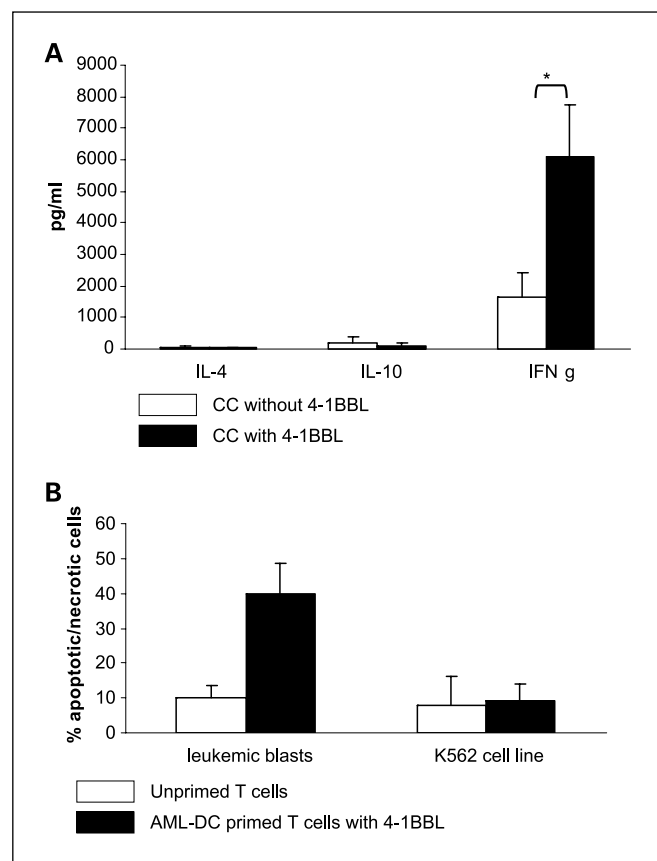 A
9000
8000
7000
6000
5000
4000
3000
2000
1000
0
pg/ml
*
IL-4 IL-10 IFN g
CC without 4-1BBL
CC with 4-1BBL
B
60
50
40
30
20
10
0
% apoptotic/necrotic cells
leukemic blasts K562 cell line
Unprimed T cells
AML-DC primed T cells with 4-1BBL